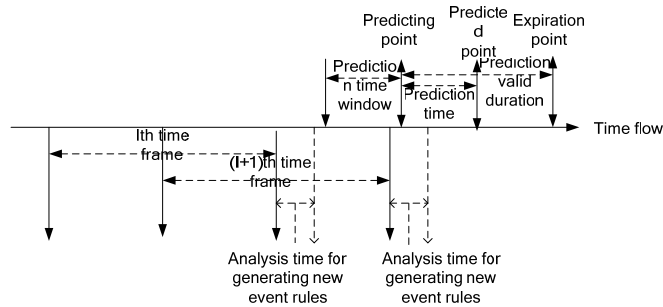 Predicting
point
Predicte
d
point
Expiration
point
Predictio
n time
window
Prediction
valid
duration
Prediction
time
Time flow
Ith time
frame
(I+1)th time
frame
Analysis time for
generating new
event rules
Analysis time for
generating new
event rules